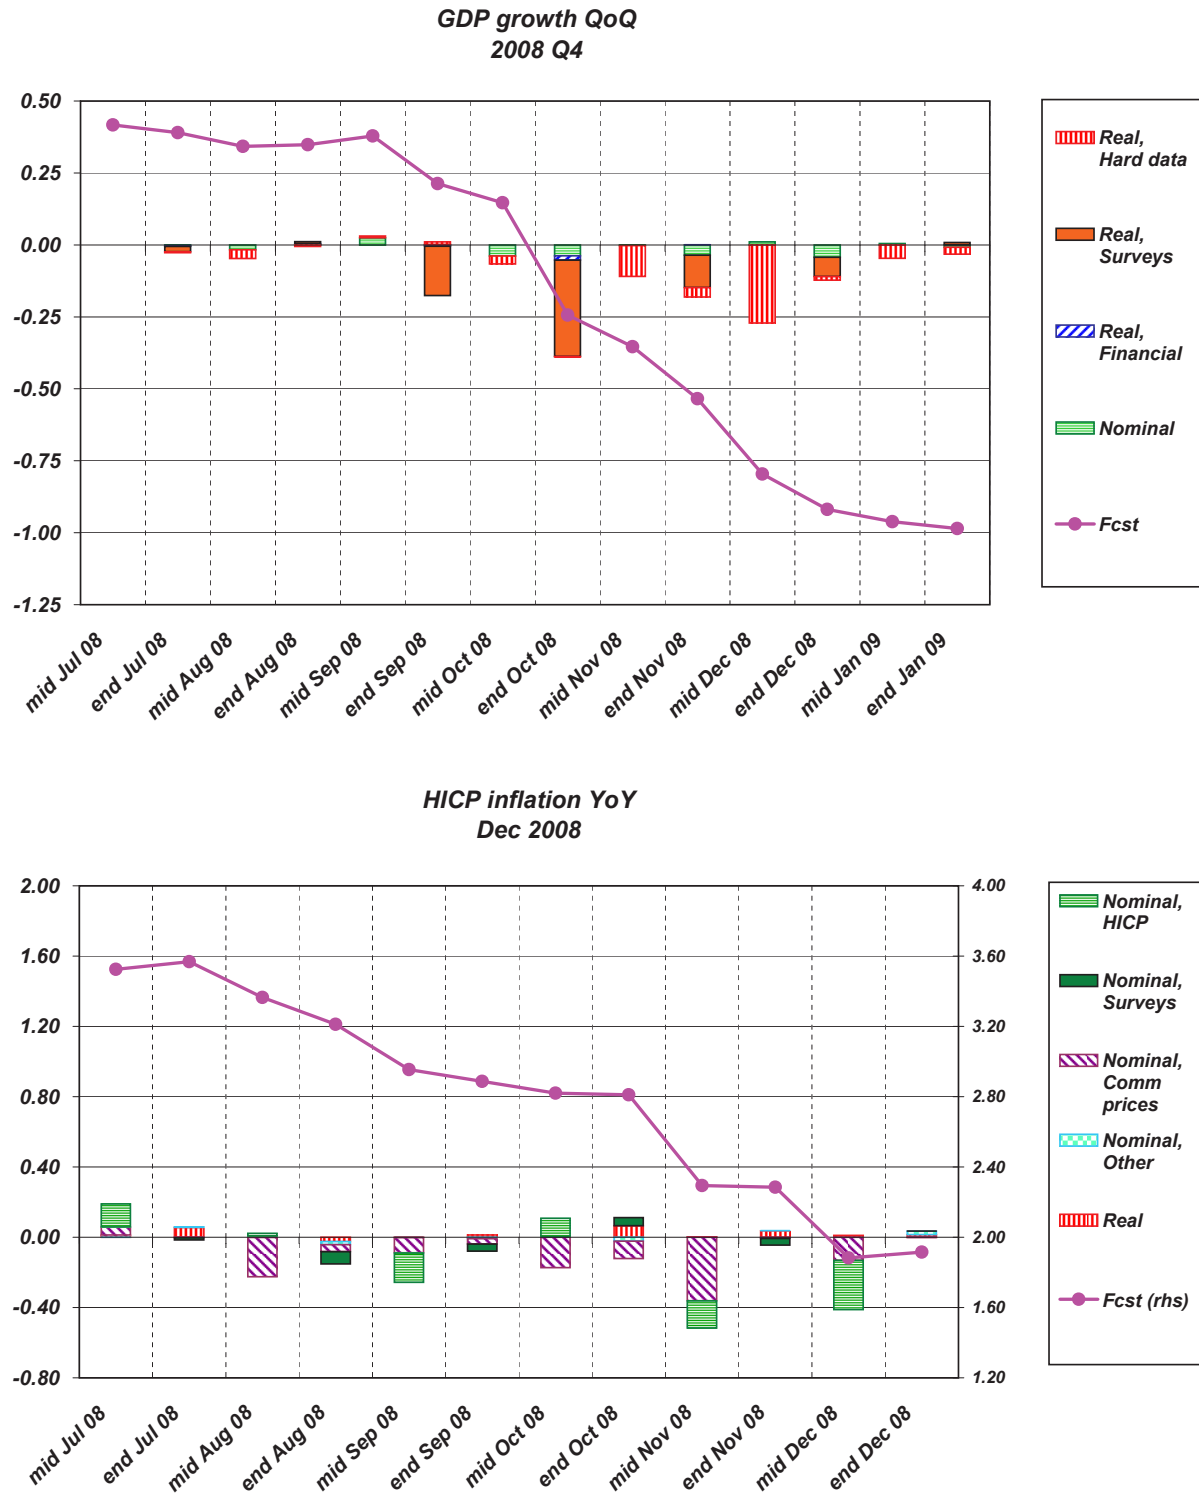 GDP growth QoQ
2008 Q4
0.50
0.25
0.00
-0.25
-0.50
-0.75
-1.00
-1.25
mid Jul 08
end Jul 08
mid Aug 08
end Aug 08
mid Sep 08
end Sep 08
mid Oct 08
end Oct 08
mid Nov 08
end Nov 08
mid Dec 08
end Dec 08
mid Jan 09
end Jan 09
Real,
Hard data
Real,
Surveys
Real,
Financial
Nominal
Fcst
HICP inflation YoY
Dec 2008
2.00
1.60
1.20
0.80
0.40
0.00
-0.40
-0.80
4.00
3.60
3.20
2.80
2.40
2.00
1.60
1.20
mid Jul 08
end Jul 08
mid Aug 08
end Aug 08
mid Sep 08
end Sep 08
mid Oct 08
end Oct 08
mid Nov 08
end Nov 08
mid Dec 08
end Dec 08
Nominal,
HICP
Nominal,
Surveys
Nominal,
Comm
prices
Nominal,
Other
Real
Fcst (rhs)